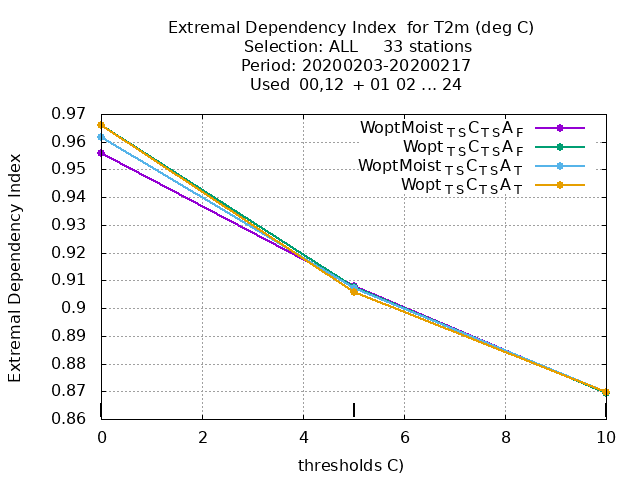 Extremal Dependency Index  for T2m (deg C)
Selection: ALL     33 stations
Period: 20200203-20200217
Used  00,12  + 01 02 ... 24
Extremal Dependency Index
0.97
0.96
0.95
0.94
0.93
0.92
0.91
0.9
0.89
0.88
0.87
0.86
WoptMoist TS C TS A F
Wopt TS C TS A F
WoptMoist TS C TS A T
Wopt TS C TS A T
0 2 4 6 8 10
thresholds C)